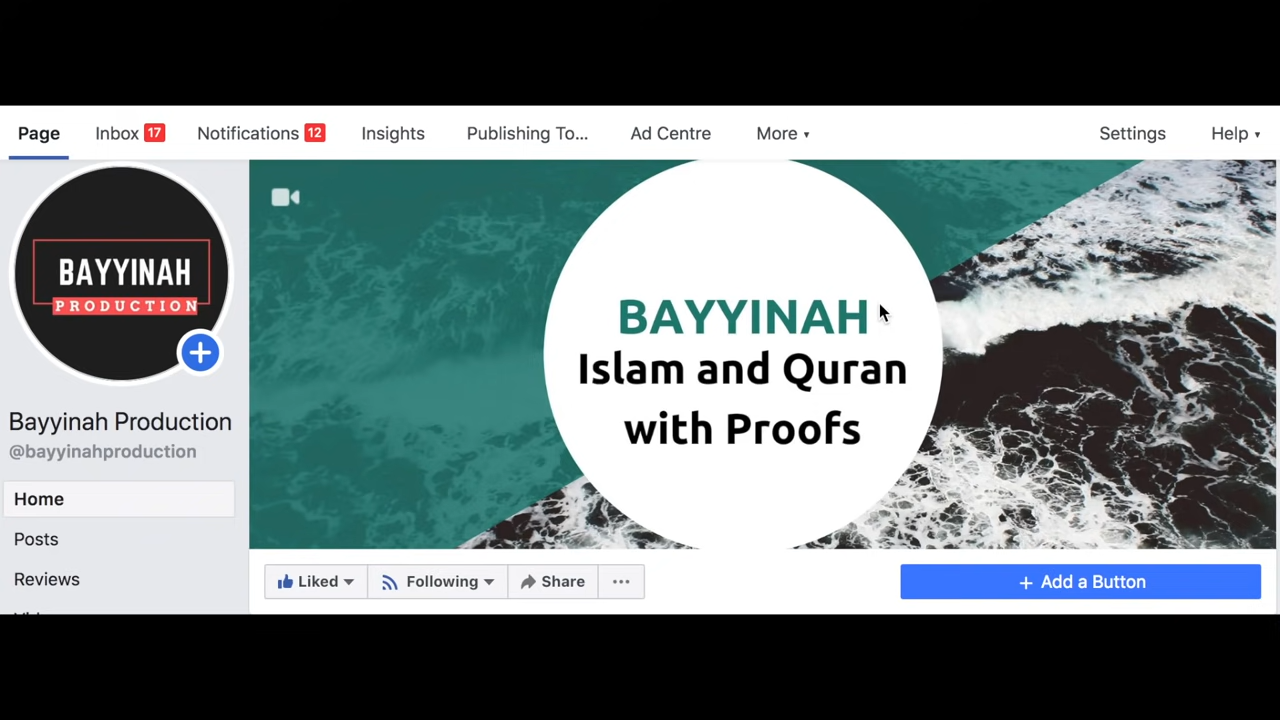 Page Inbox 17 Notifications 12 Insights Publishing To... Ad Centre More Settings Help
BAYYINAH
PRODUCTION
Bayyinah Production
@bayyinahproduction
Home
Posts
Reviews
BAYYINAH
Islam and Quran
with Proofs
Liked Following Share ... + Add a Button